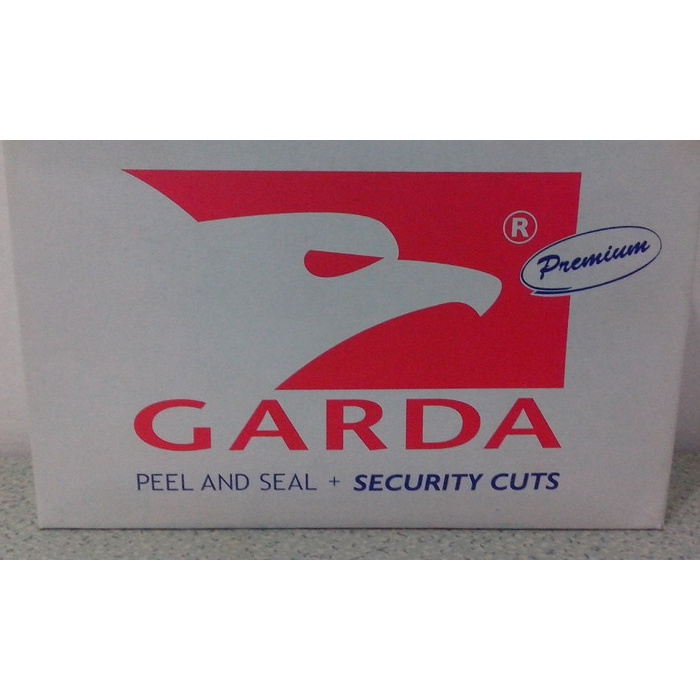 ®
Premium
GARDA
PEEL AND SEAL + SECURITY CUTS